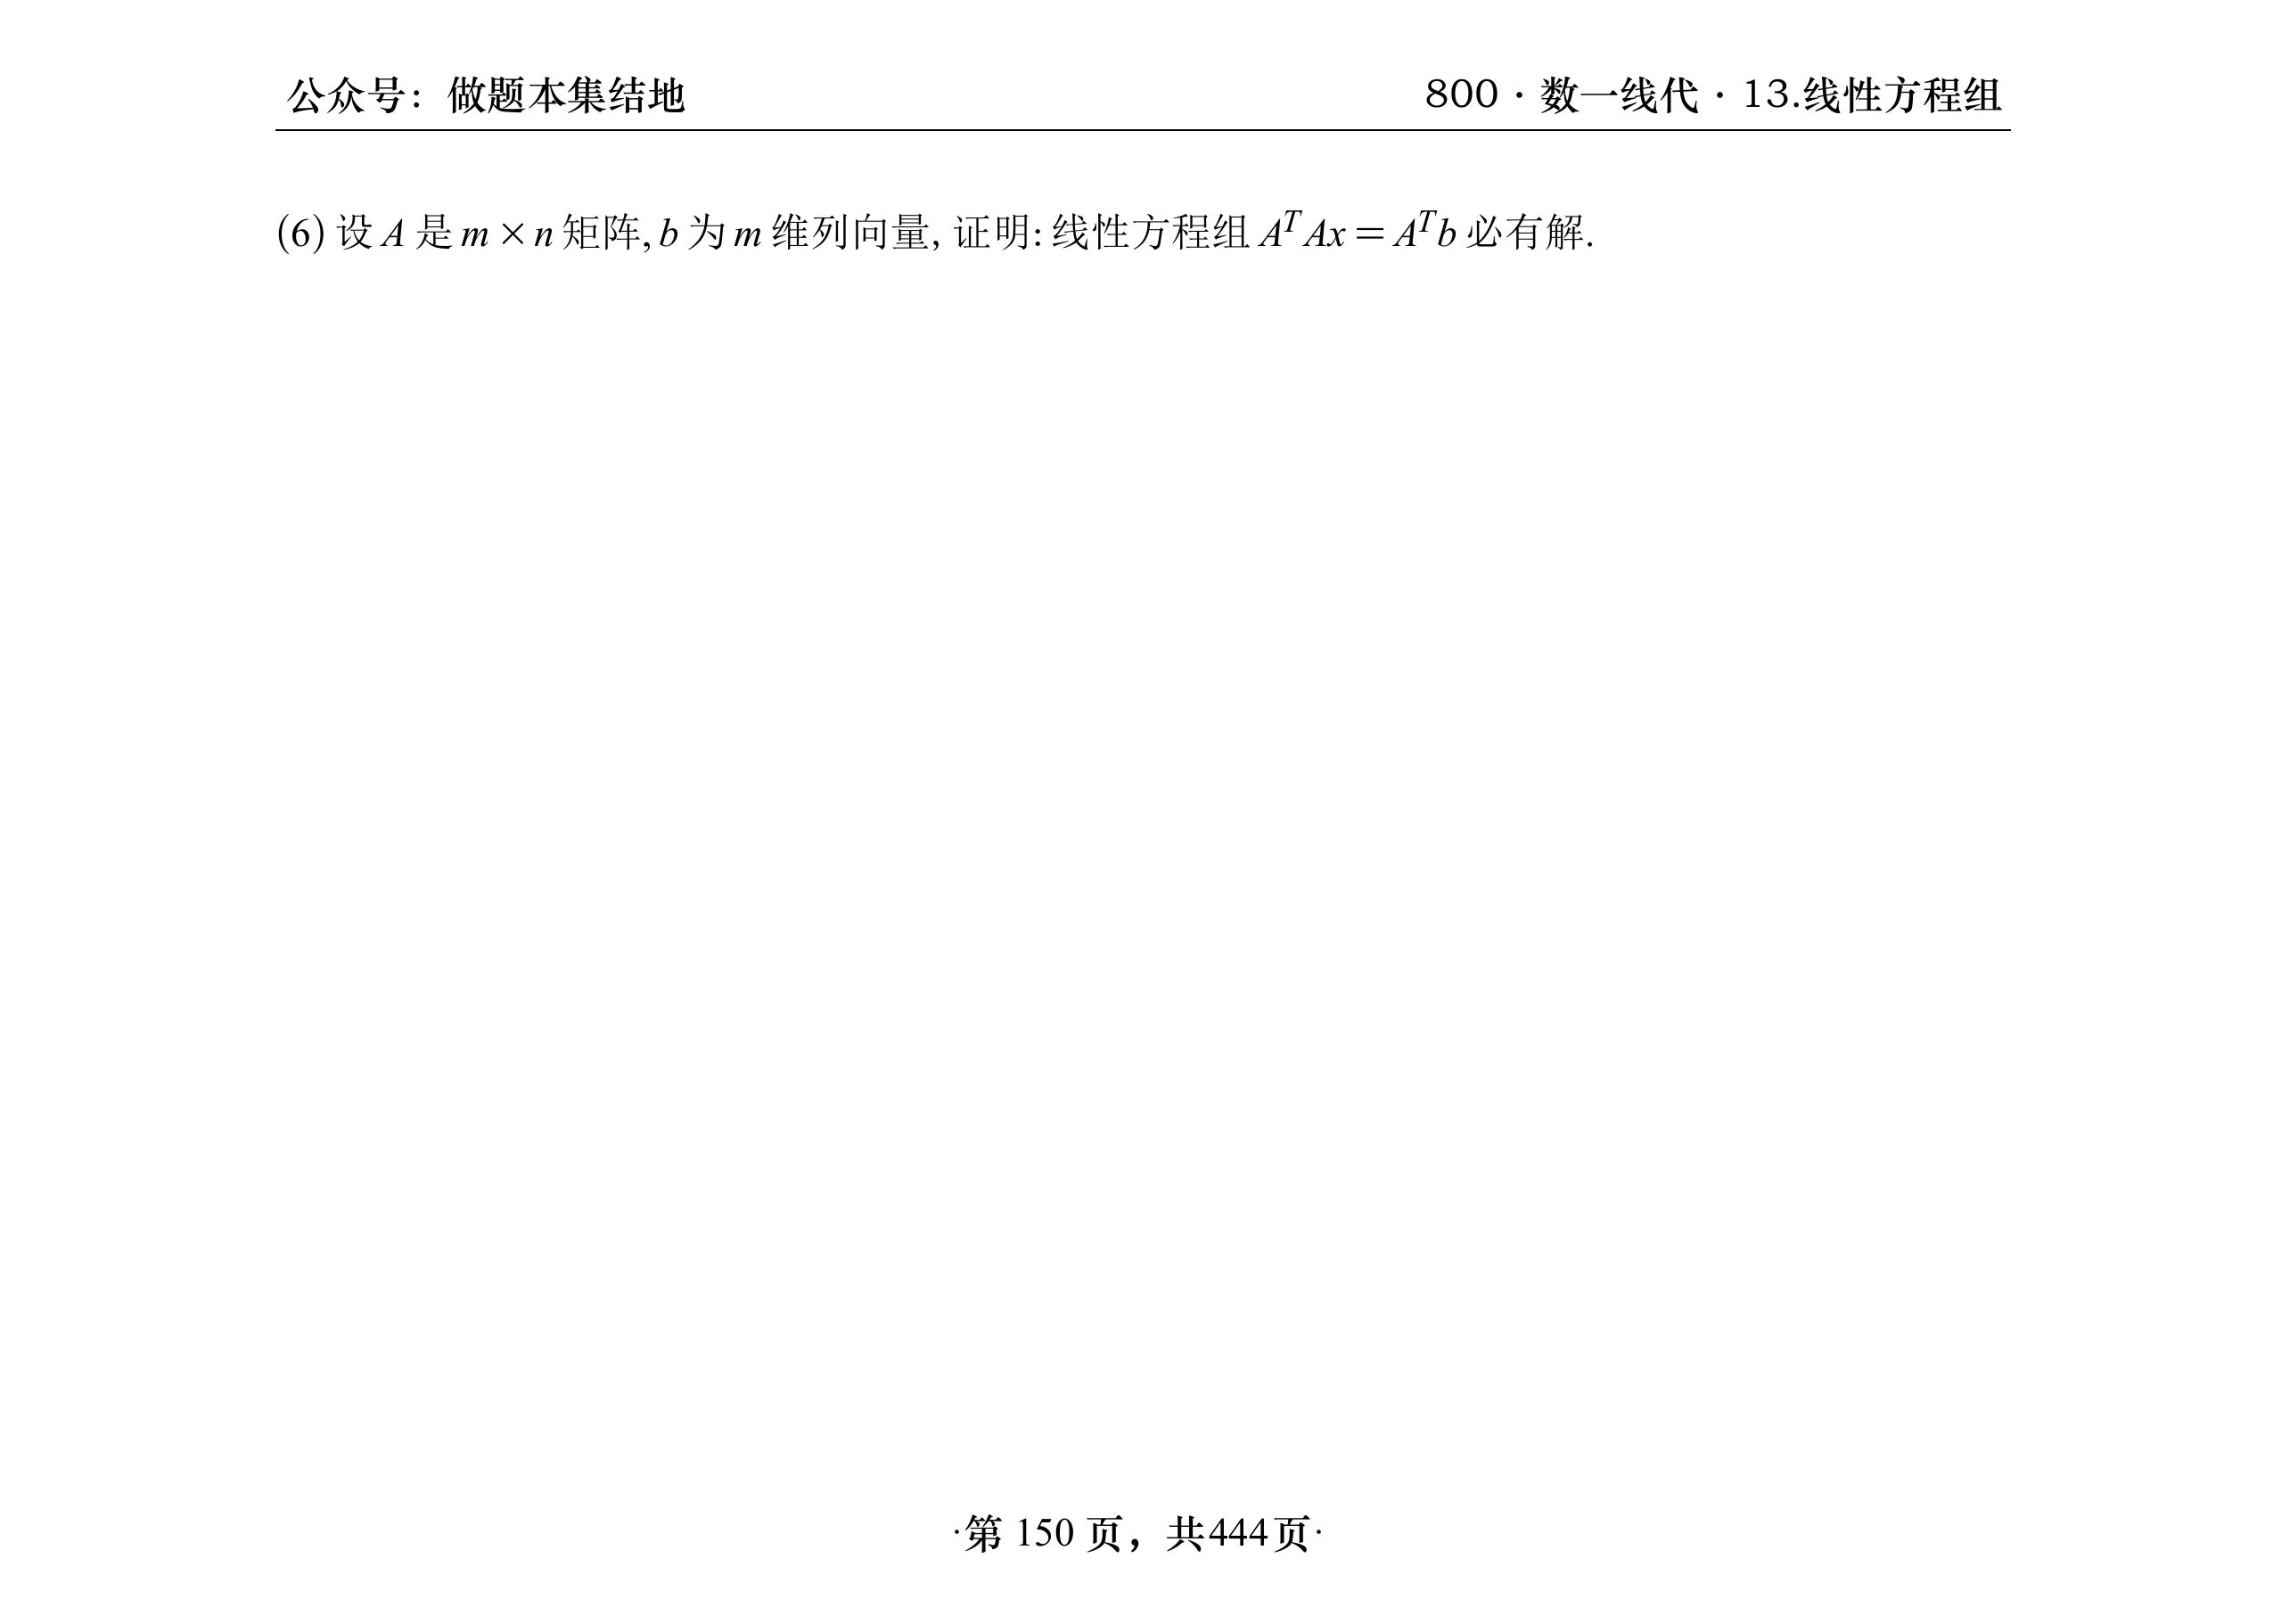 公众号：做题本集结地
800 · 数一线代 · 13.线性方程组
(6) 设 A 是 m × n 矩阵, b 为 m 维列向量, 证明: 线性方程组 AᵀAx = Aᵀb 必有解.
·第 150 页，共444页·